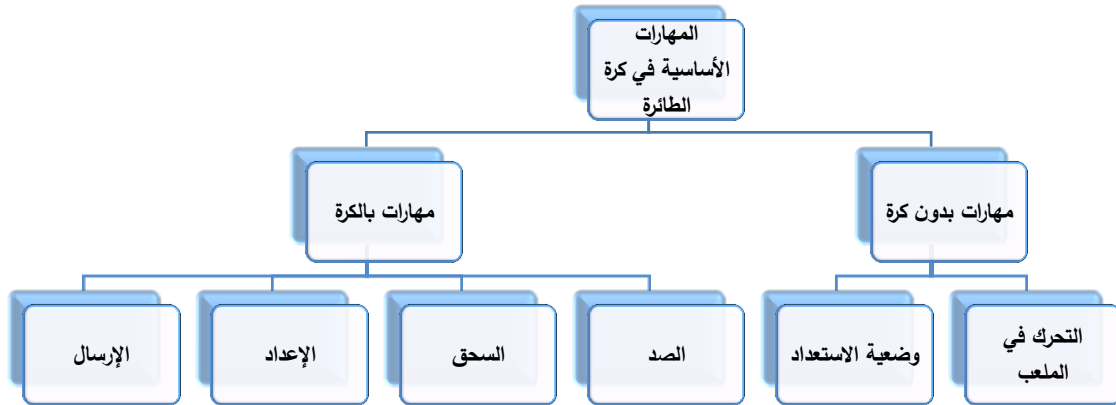 المهارات
الأساسية في كرة
الطائرة
مهارات بدون كرة
مهارات بالكرة
التحرك في
الملعب
وضعية الاستعداد
الصد
السحق
الإعداد
الإرسال